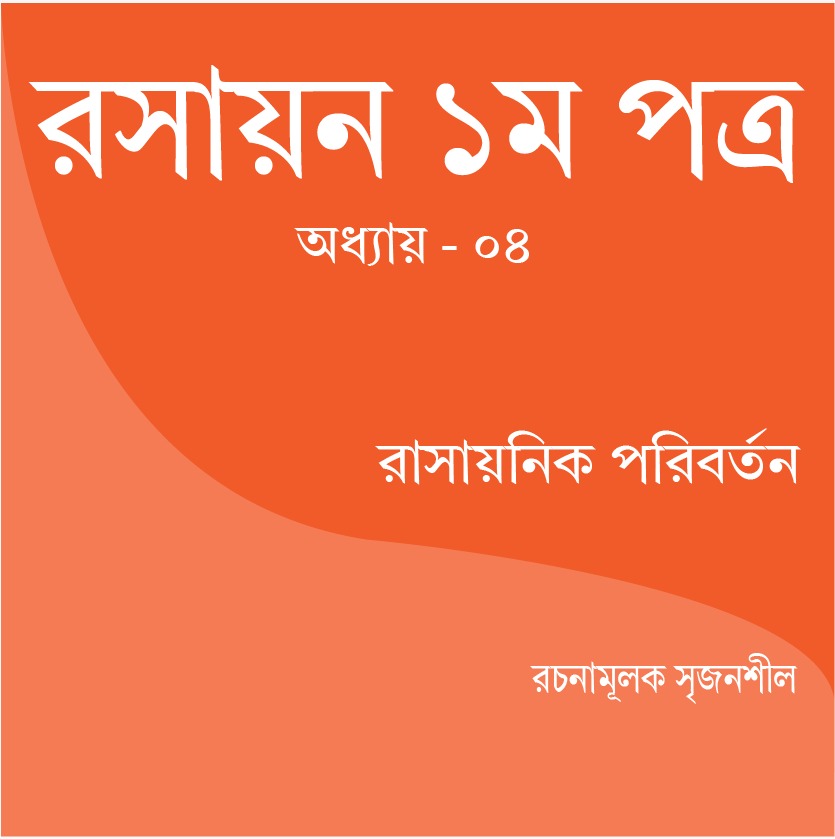 রসায়ন ১ম পত্র
অধ্যায় - ০৪
রাসায়নিক পরিবর্তন
রচনামূলক সৃজনশীল